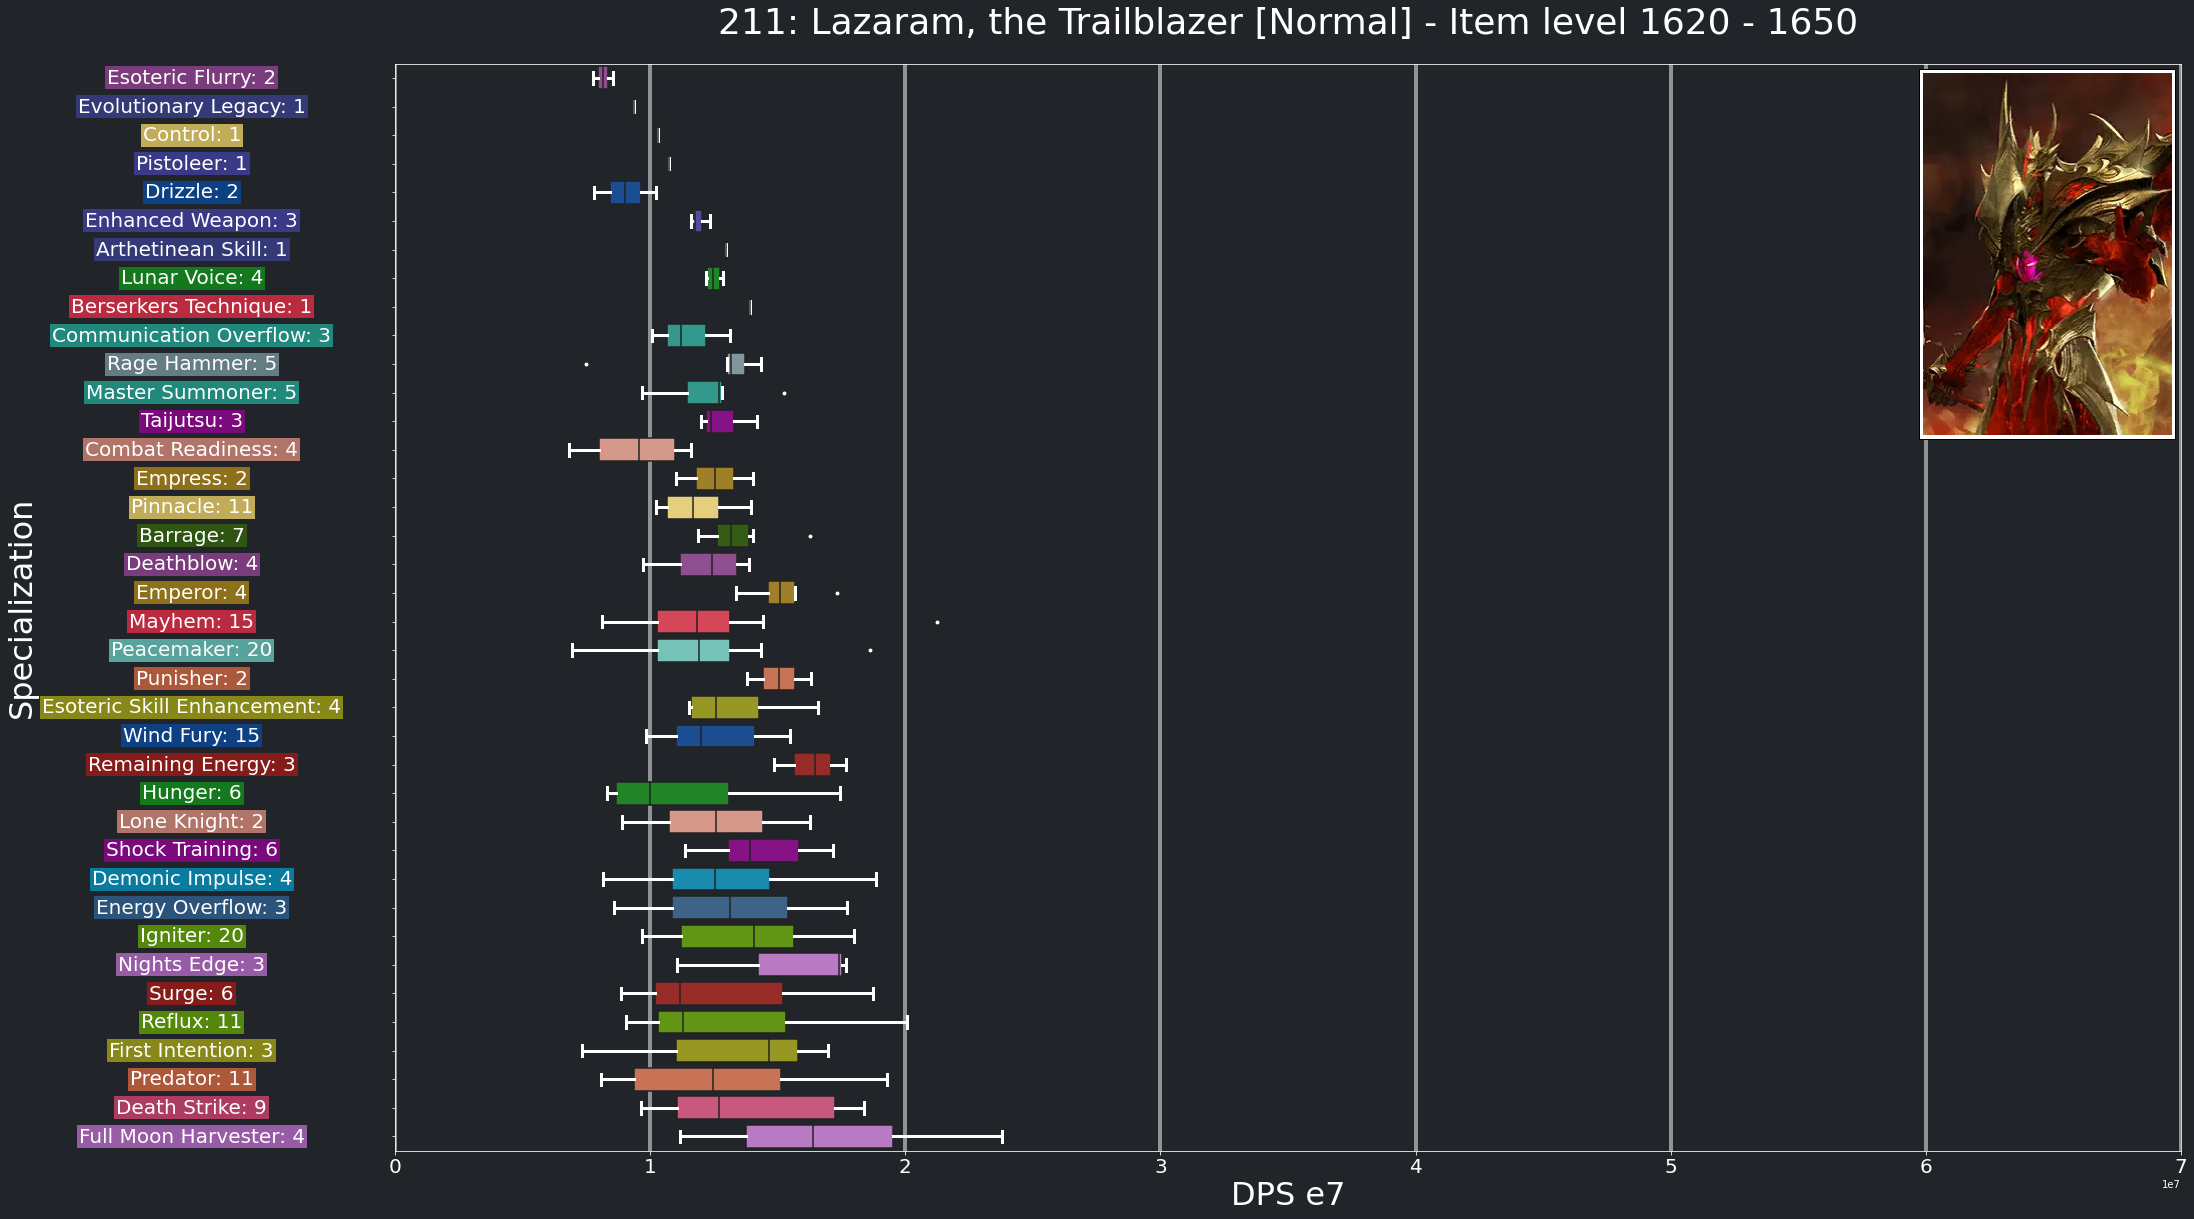 211: Lazaram, the Trailblazer [Normal] - Item level 1620 - 1650
Specialization
Esoteric Flurry: 2
Evolutionary Legacy: 1
Control: 1
Pistoleer: 1
Drizzle: 2
Enhanced Weapon: 3
Arthetinean Skill: 1
Lunar Voice: 4
Berserkers Technique: 1
Communication Overflow: 3
Rage Hammer: 5
Master Summoner: 5
Taijutsu: 3
Combat Readiness: 4
Empress: 2
Pinnacle: 11
Barrage: 7
Deathblow: 4
Emperor: 4
Mayhem: 15
Peacemaker: 20
Punisher: 2
Esoteric Skill Enhancement: 4
Wind Fury: 15
Remaining Energy: 3
Hunger: 6
Lone Knight: 2
Shock Training: 6
Demonic Impulse: 4
Energy Overflow: 3
Igniter: 20
Nights Edge: 3
Surge: 6
Reflux: 11
First Intention: 3
Predator: 11
Death Strike: 9
Full Moon Harvester: 4
0 1 2 3 4 5 6 7
1e7
DPS e7